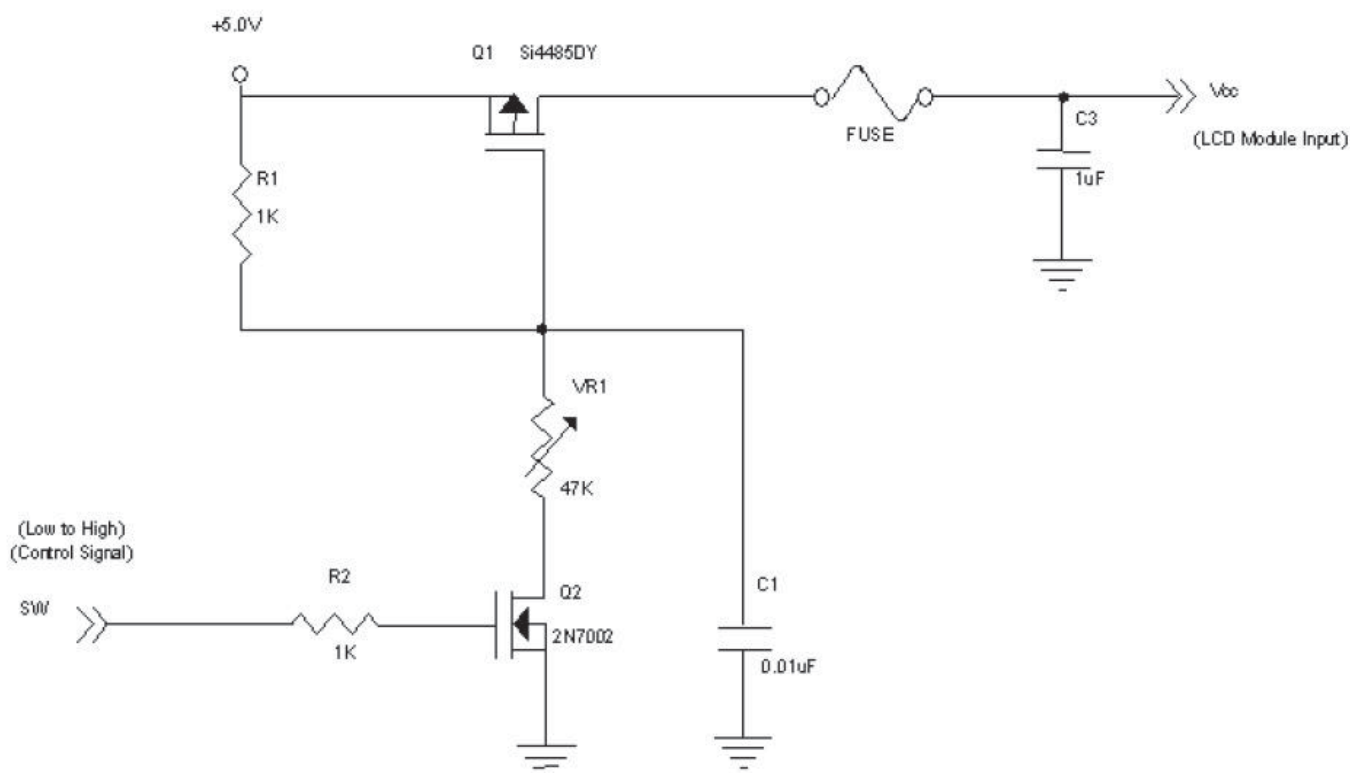 +5.0V
Q1 Si4485DY
Vcc
FUSE
C3
(LCD Module Input)
R1
1uF
1K
VR1
47K
(Low to High)
(Control Signal)
R2
Q2
C1
SW
2N7002
1K
0.01uF